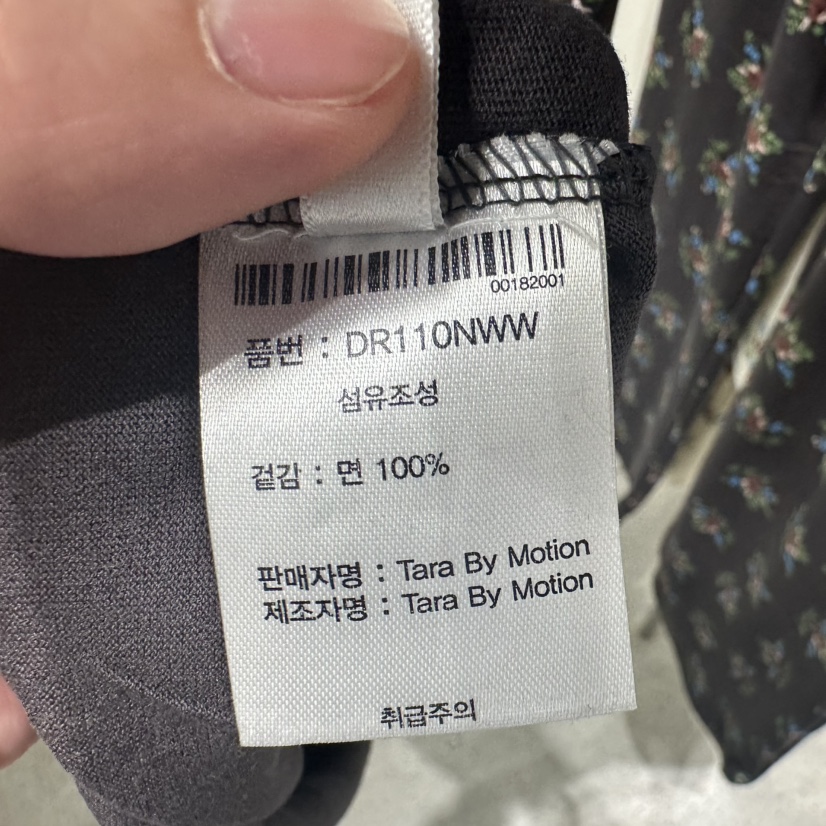 00182001
품번 : DR110NWW
섬유조성
겉감 : 면 100%
판매자명 : Tara By Motion
제조자명 : Tara By Motion
취급주의